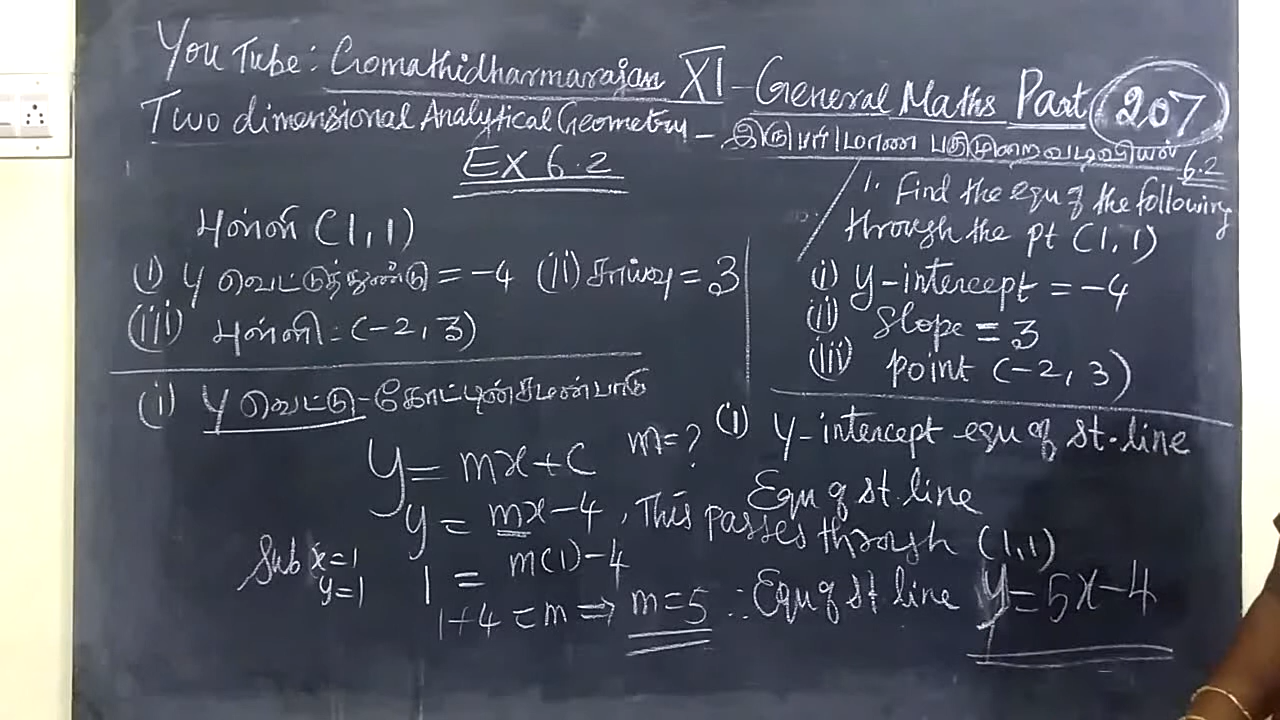 YouTube: Gomathidharmarajan XI - General Maths Part 207
Two dimensional Analytical Geometry - இருபரிமாண பகுமுறை வடிவியல்
EX 6.2
புள்ளி (1,1)
(i) y வெட்டுத்துண்டு = -4 (ii) சாய்வு = 3
(iii) புள்ளி = (-2, 3)
6.2
1. Find the equ of the following
through the pt (1, 1)
(i) y-intercept = -4
(ii) slope = 3
(iii) point (-2, 3)
(i) y வெட்டு - கோட்டின் சமன்பாடு
y = mx + c m = ?
(i) y-intercept equ of st. line
Equ of st. line
y = mx - 4, This passes through (1,1)
Sub x=1
y=1
1 = m(1) - 4
1+4 = m ⇒ m=5 ∴ Equ of st line y = 5x - 4